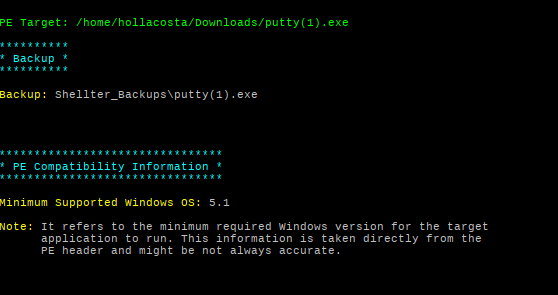 PE Target: /home/hollacosta/Downloads/putty(1).exe
**********
* Backup *
**********
Backup: Shellter_Backups\putty(1).exe
********************************
* PE Compatibility Information *
********************************
Minimum Supported Windows OS: 5.1
Note: It refers to the minimum required Windows version for the target
application to run. This information is taken directly from the
PE header and might be not always accurate.